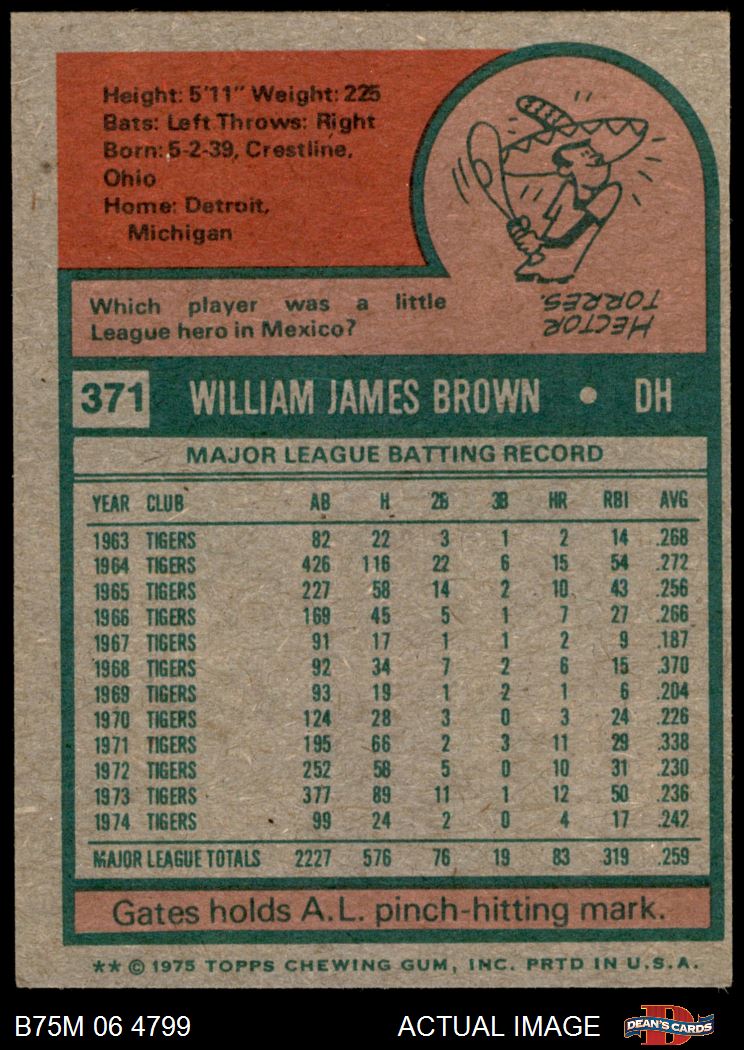 Height: 5'11" Weight: 225
Bats: Left Throws: Right
Born: 5-2-39, Crestline,
Ohio
Home: Detroit,
Michigan
Which player was a little
League hero in Mexico?
HECTOR
TORRES.
371 WILLIAM JAMES BROWN • DH
MAJOR LEAGUE BATTING RECORD
YEAR CLUB AB H 2B 3B HR RBI AVG
1963 TIGERS 82 22 3 1 2 14 .268
1964 TIGERS 426 116 22 6 15 54 .272
1965 TIGERS 227 58 14 2 10 43 .256
1966 TIGERS 169 45 5 1 7 27 .266
1967 TIGERS 91 17 1 1 2 9 .187
1968 TIGERS 92 34 7 2 6 15 .370
1969 TIGERS 93 19 1 2 1 6 .204
1970 TIGERS 124 28 3 0 3 24 .226
1971 TIGERS 195 66 2 3 11 29 .338
1972 TIGERS 252 58 5 0 10 31 .230
1973 TIGERS 377 89 11 1 12 50 .236
1974 TIGERS 99 24 2 0 4 17 .242
MAJOR LEAGUE TOTALS 2227 576 76 19 83 319 .259
Gates holds A.L. pinch-hitting mark.
** © 1975 TOPPS CHEWING GUM, INC. PRTD IN U.S.A.
B75M 06 4799 ACTUAL IMAGE D DEAN'S CARDS